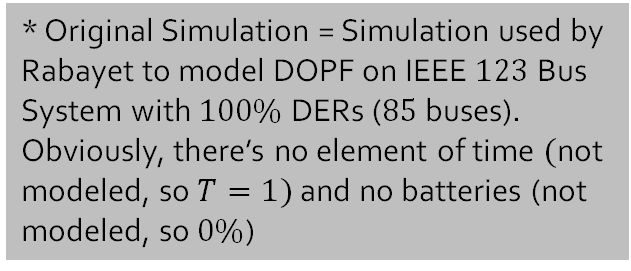 * Original Simulation = Simulation used by
Rabayet to model DOPF on IEEE 123 Bus
System with 100% DERs (85 buses).
Obviously, there's no element of time (not
modeled, so T = 1) and no batteries (not
modeled, so 0%)